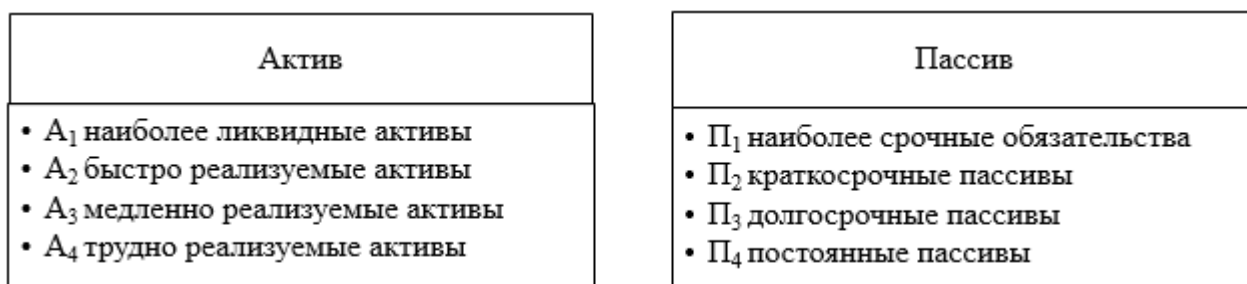 Актив
• А₁ наиболее ликвидные активы
• А₂ быстро реализуемые активы
• А₃ медленно реализуемые активы
• А₄ трудно реализуемые активы
Пассив
• П₁ наиболее срочные обязательства
• П₂ краткосрочные пассивы
• П₃ долгосрочные пассивы
• П₄ постоянные пассивы